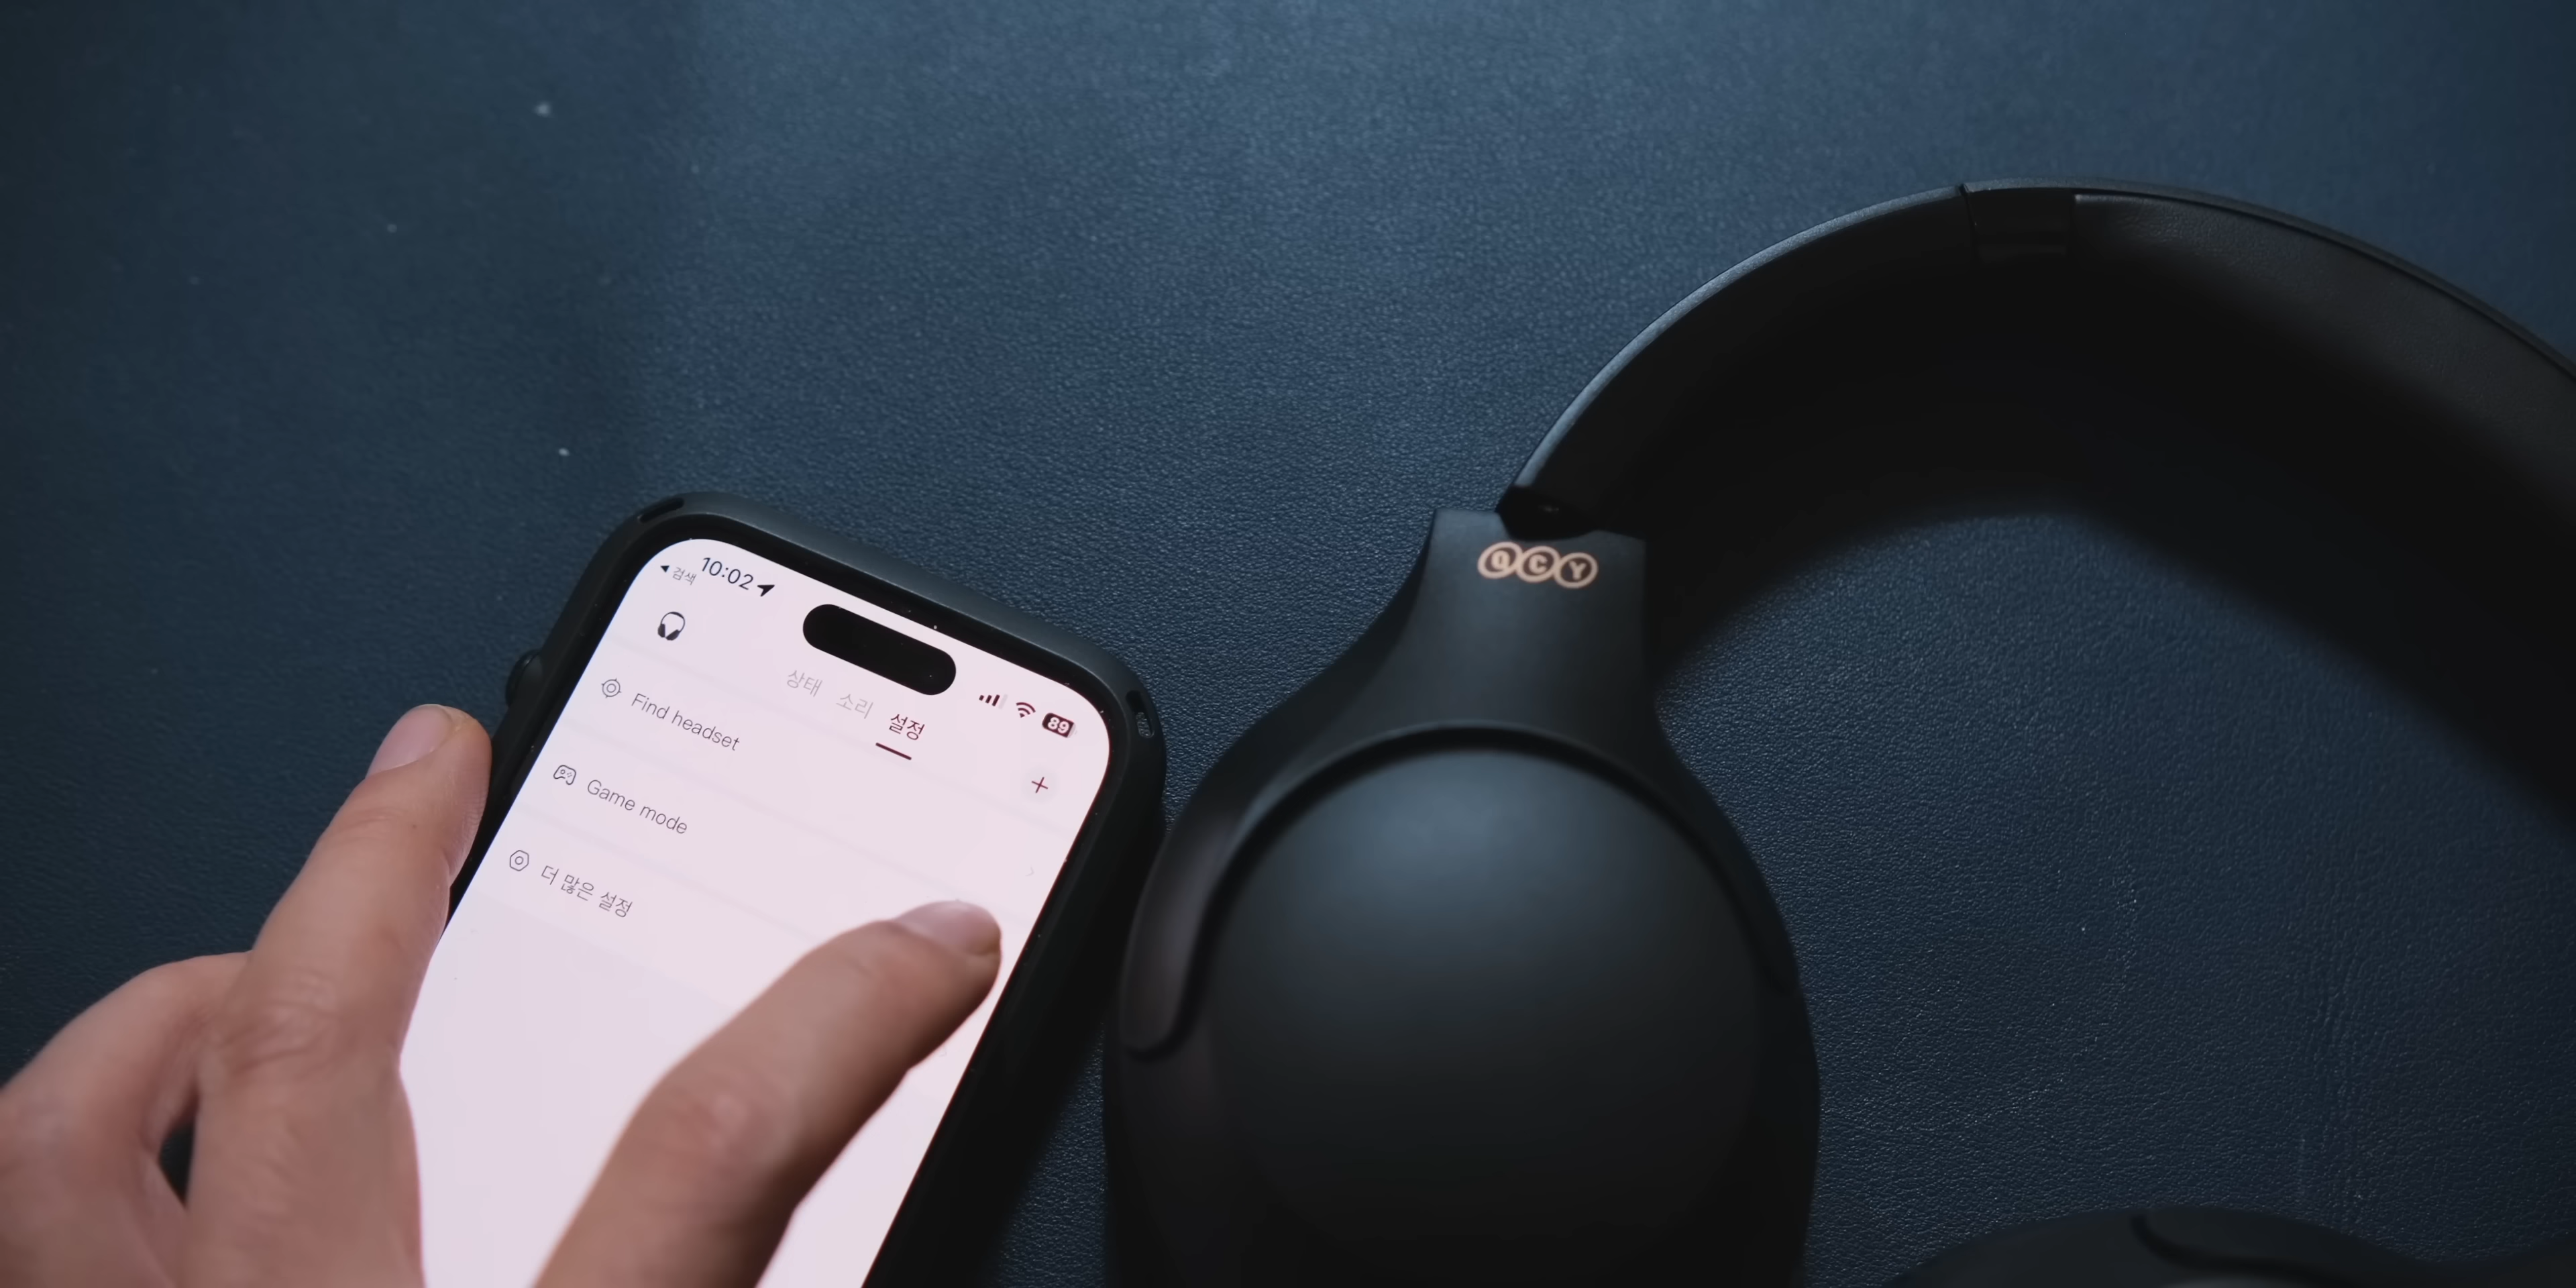 ◀ 검색
10:02
89
상태 소리 설정
Find headset
Game mode
더 많은 설정
QCY